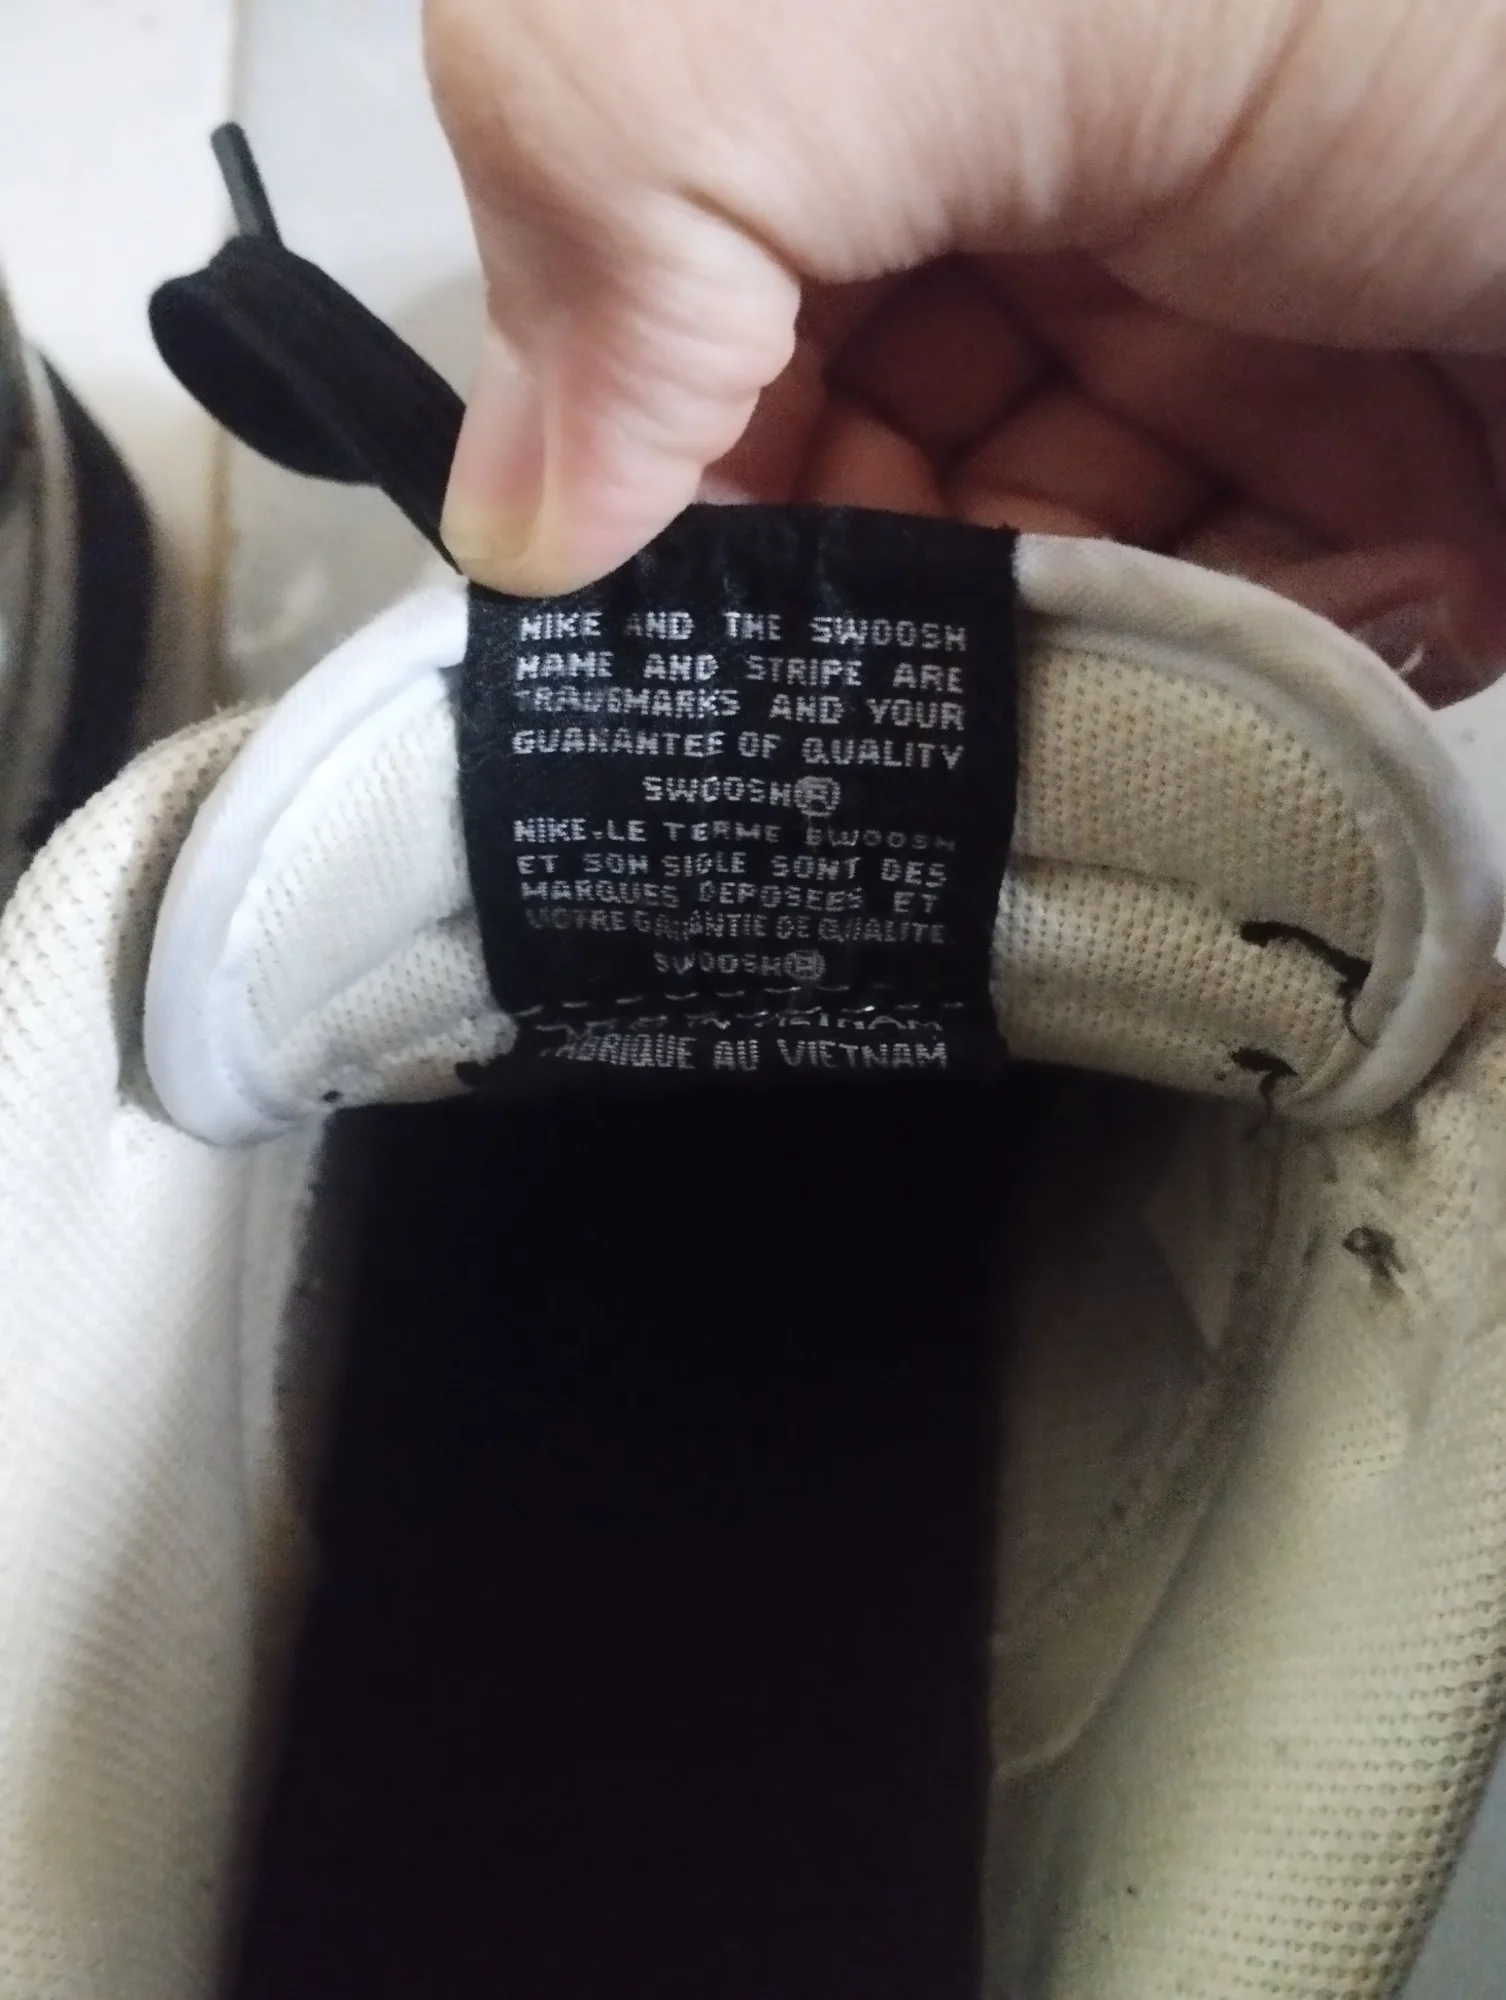 NIKE AND THE SWOOSH
NAME AND STRIPE ARE
TRADEMARKS AND YOUR
GUARANTEE OF QUALITY
SWOOSH®
NIKE-LE TERME SWOOSH
ET SON SIGLE SONT DES
MARQUES DEPOSEES ET
VOTRE GARANTIE DE QUALITE.
SWOOSH®
VIETNAM
FABRIQUE AU VIETNAM